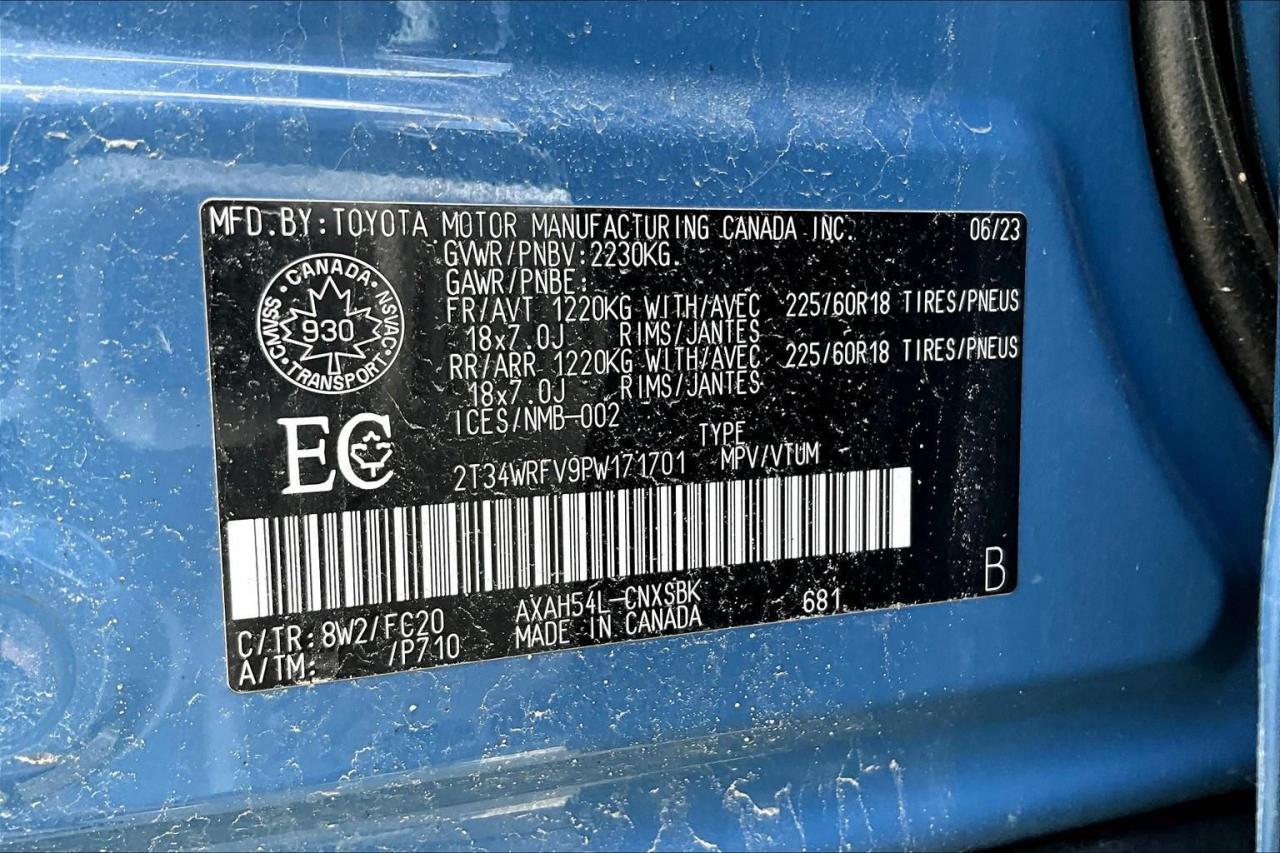 MFD.BY:TOYOTA MOTOR MANUFACTURING CANADA INC. 06/23
GVWR/PNBV:2230KG.
GAWR/PNBE:
FR/AVT 1220KG WITH/AVEC 225/60R18 TIRES/PNEUS
18x7.0J RIMS/JANTES
RR/ARR 1220KG WITH/AVEC 225/60R18 TIRES/PNEUS
18x7.0J RIMS/JANTES
ICES/NMB-002
CANADA
CMVSS 930 NSVAC
TRANSPORT
EC
TYPE
2T34WRFV9PW171701 MPV/VTUM
B
C/TR:8W2/FC20 AXAH54L-CNXSBK 681
A/TM: /P710 MADE IN CANADA